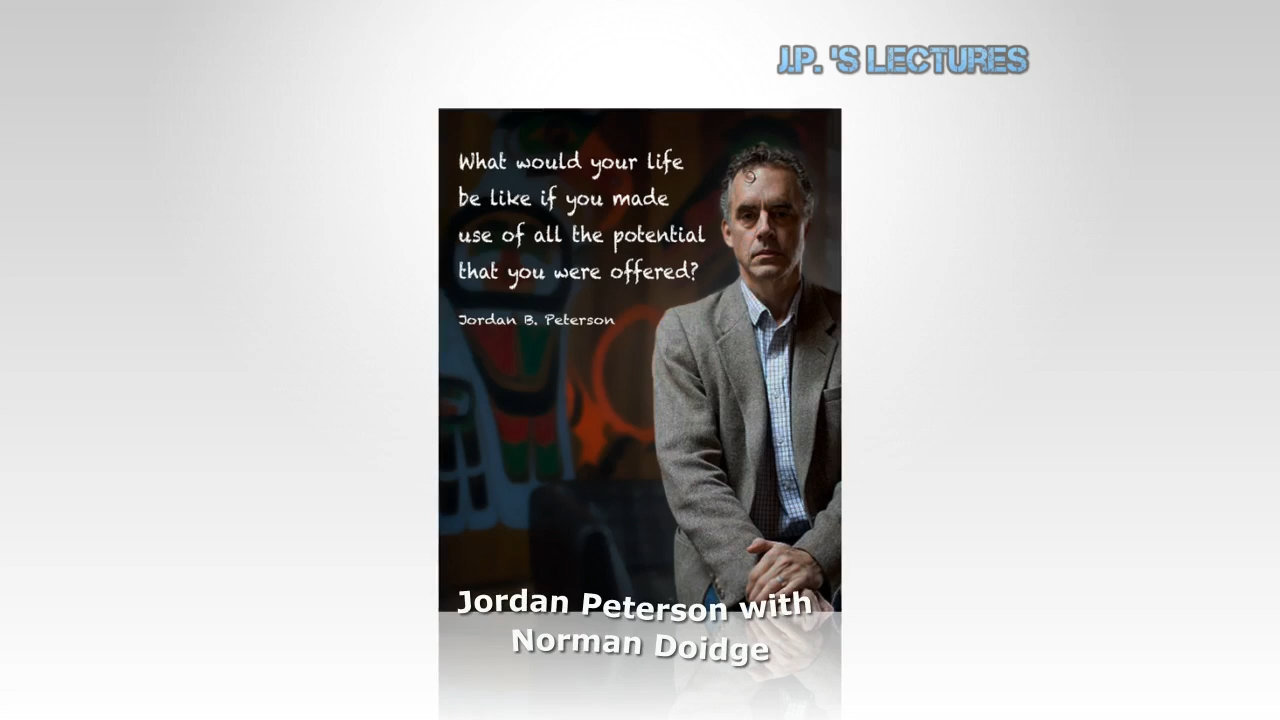 J.P. 'S LECTURES
What would your life
be like if you made
use of all the potential
that you were offered?
Jordan B. Peterson
Jordan Peterson with
Norman Doidge